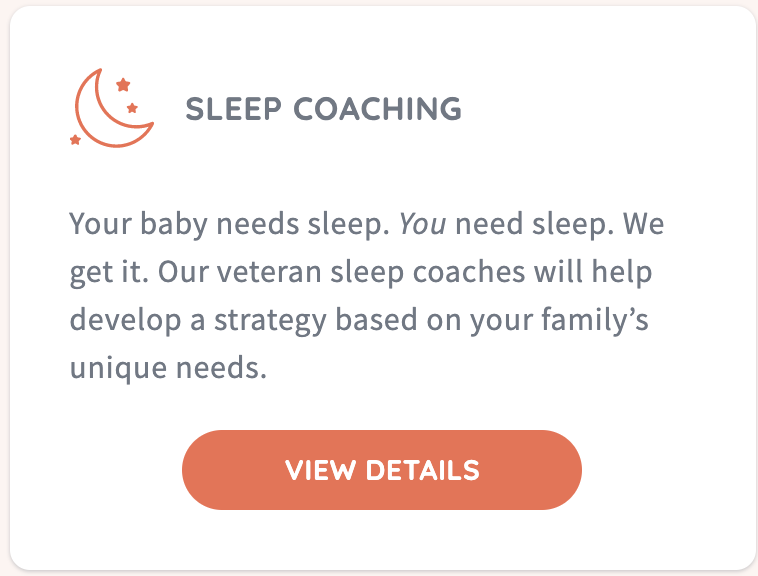 SLEEP COACHING
Your baby needs sleep. You need sleep. We
get it. Our veteran sleep coaches will help
develop a strategy based on your family’s
unique needs.
VIEW DETAILS